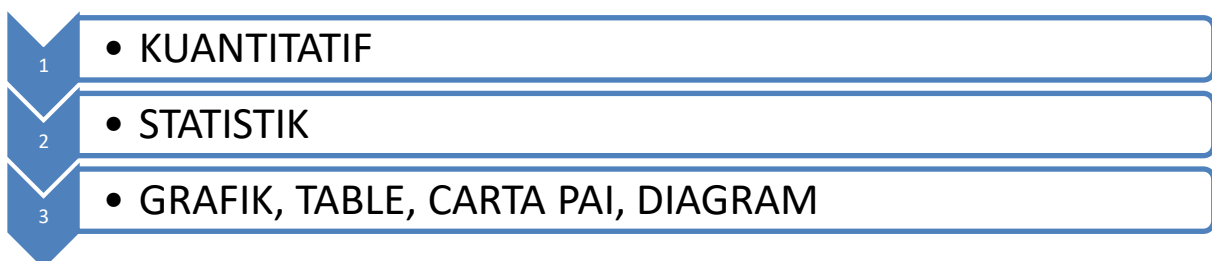 1 • KUANTITATIF
2 • STATISTIK
3 • GRAFIK, TABLE, CARTA PAI, DIAGRAM